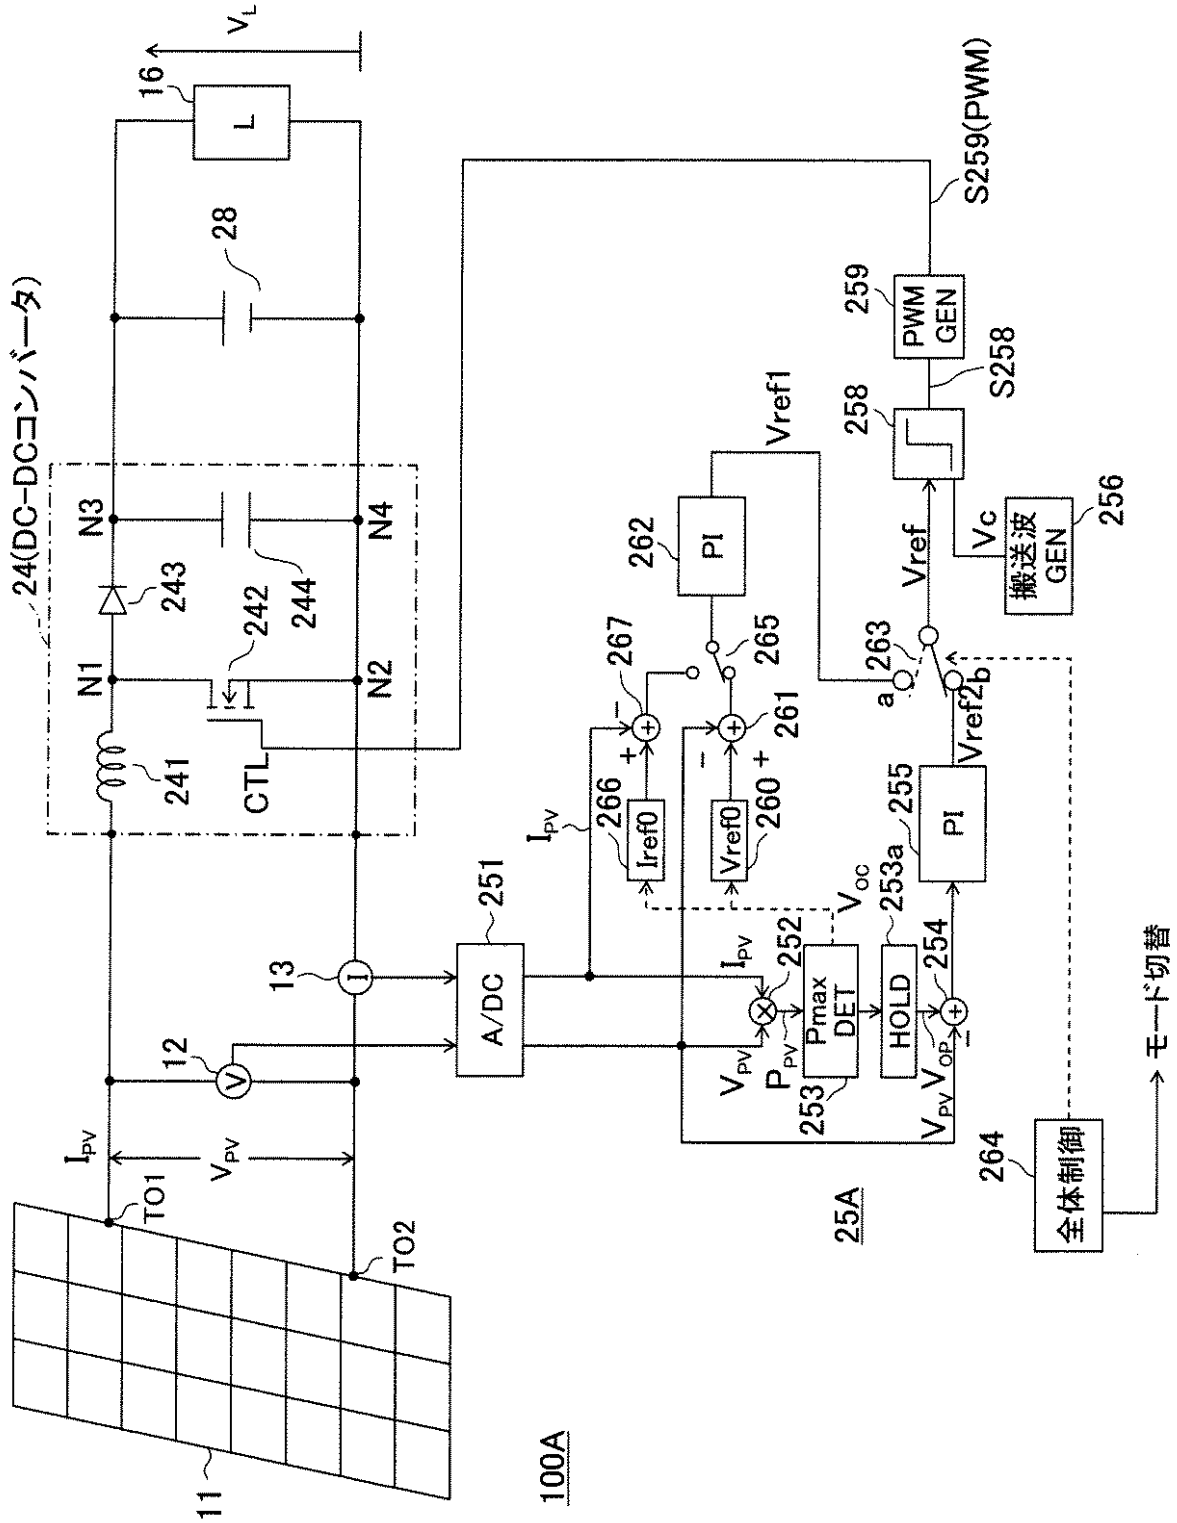 24(DC-DCコンバータ)
N1
243
N3
241
242
244
28
16
L
V_L
CTL
N2
N4
I_PV
V_PV
12
V
13
I
TO1
TO2
11
100A
251
A/DC
I_PV
I_PV
266
Iref0
+
-
+
267
260
Vref0
+
-
+
261
265
262
PI
Vref1
V_PV
×
252
P_PV
Pmax
DET
253
V_OC
HOLD
253a
V_PV
V_OP
+
-
254
255
PI
Vref2
a
b
263
Vref
Vc
搬送波
GEN
256
258
S258
259
PWM
GEN
S259(PWM)
25A
264
全体制御
モード切替